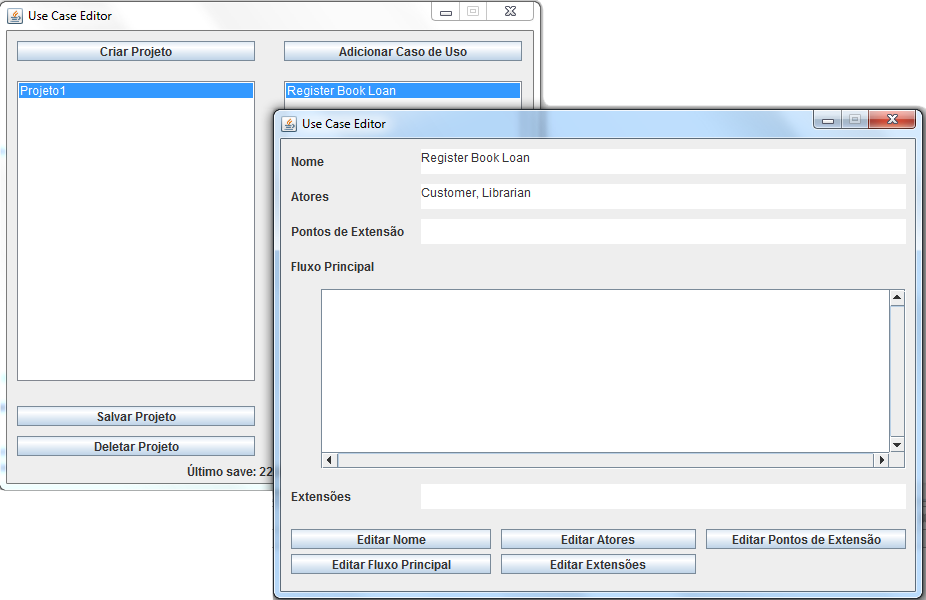 Use Case Editor
Criar Projeto
Adicionar Caso de Uso
Projeto1
Register Book Loan
Salvar Projeto
Deletar Projeto
Último save: 22
Use Case Editor
Nome
Register Book Loan
Atores
Customer, Librarian
Pontos de Extensão
Fluxo Principal
Extensões
Editar Nome
Editar Atores
Editar Pontos de Extensão
Editar Fluxo Principal
Editar Extensões